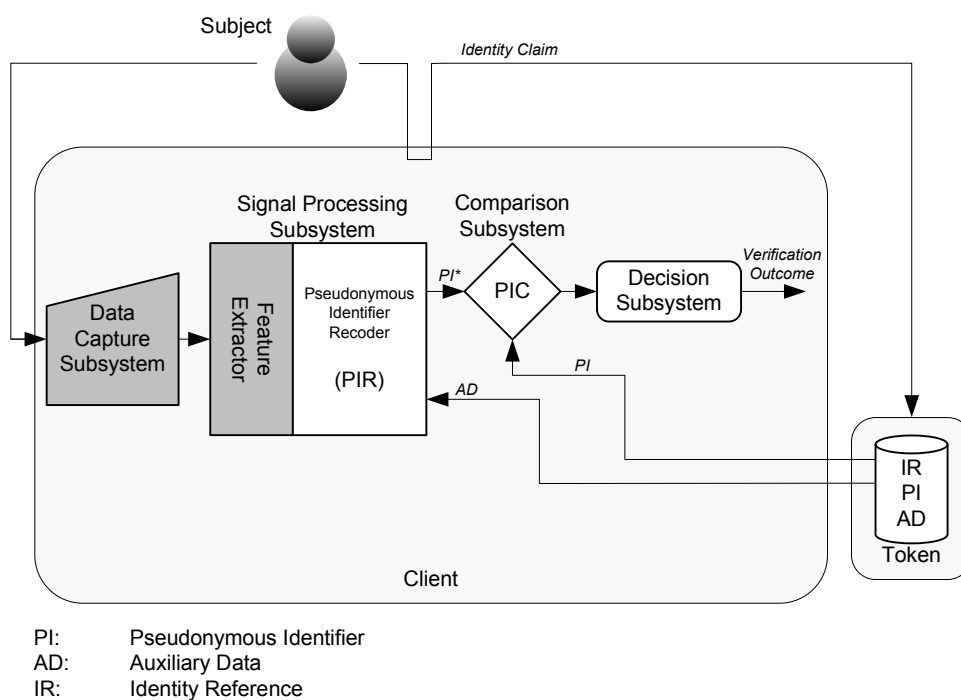 Subject
Identity Claim
Signal Processing
Subsystem
Comparison
Subsystem
Verification
Outcome
PI*
PIC
Decision
Subsystem
Data
Capture
Subsystem
Feature
Extractor
Pseudonymous
Identifier
Recoder
(PIR)
PI
AD
IR
PI
AD
Token
Client
PI: Pseudonymous Identifier
AD: Auxiliary Data
IR: Identity Reference